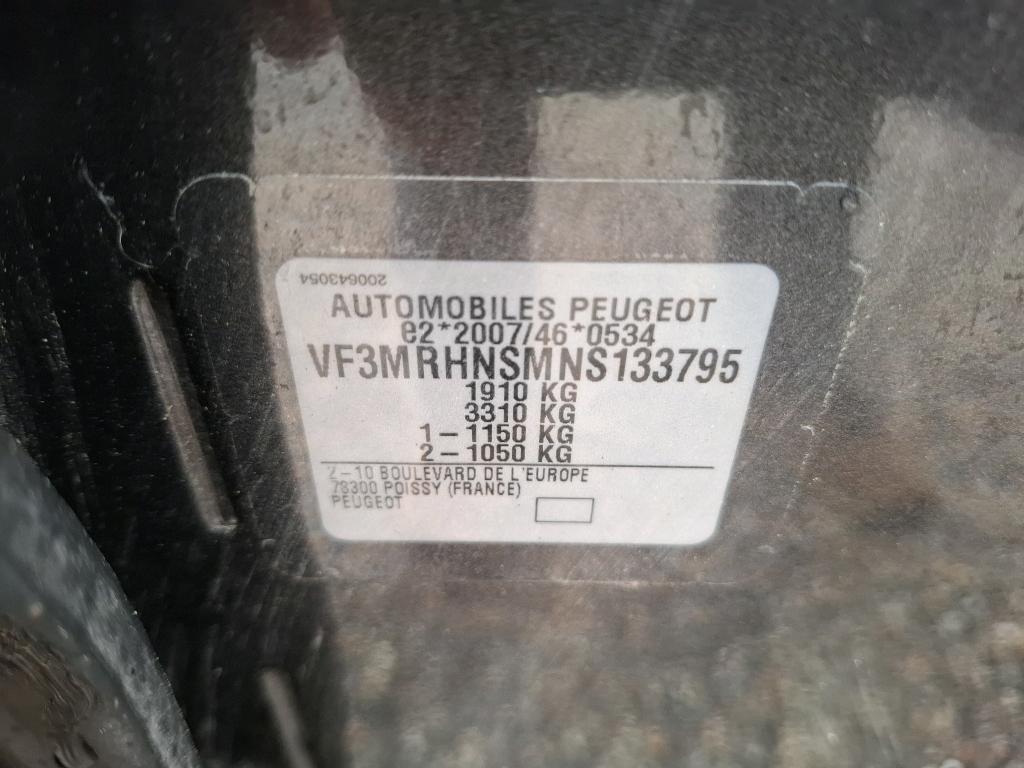 200643054
AUTOMOBILES PEUGEOT
e2*2007/46*0534
VF3MRHNSMNS133795
1910 KG
3310 KG
1-1150 KG
2-1050 KG
2-10 BOULEVARD DE L'EUROPE
78300 POISSY (FRANCE)
PEUGEOT